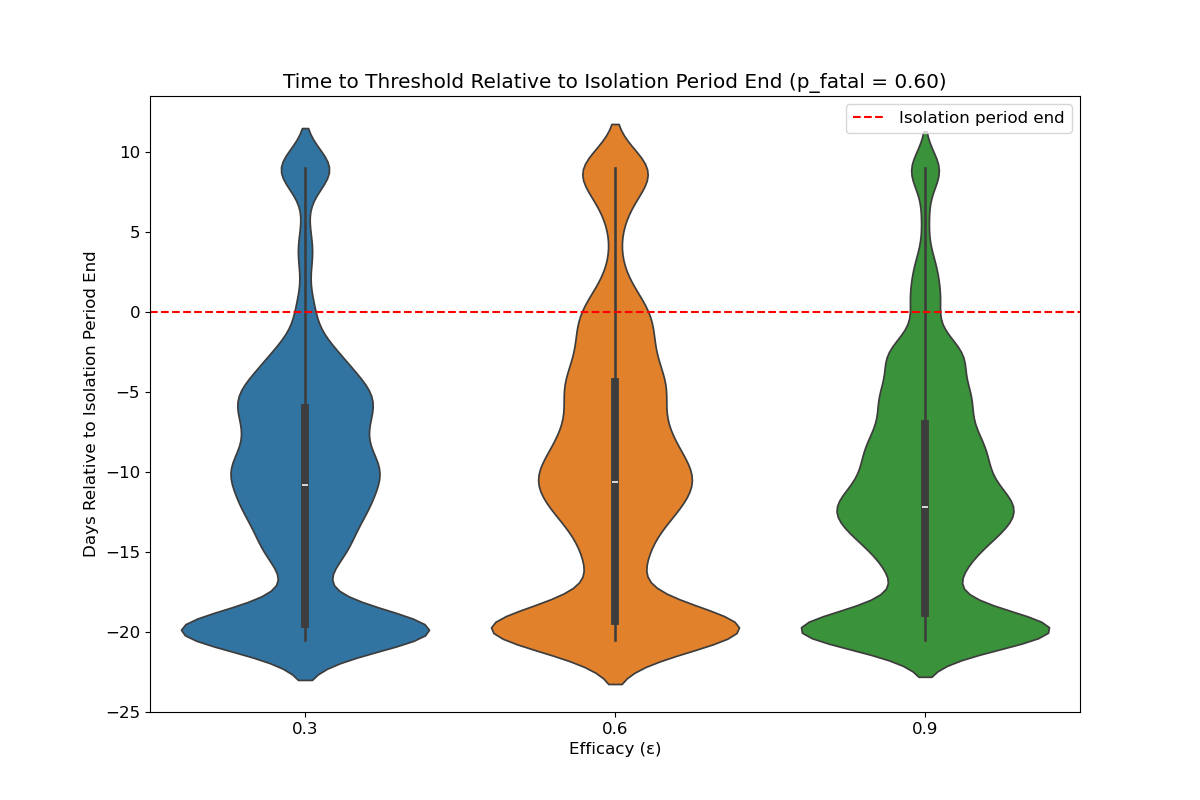 Time to Threshold Relative to Isolation Period End (p_fatal = 0.60)
Isolation period end
Days Relative to Isolation Period End
10
5
0
−5
−10
−15
−20
−25
0.3
0.6
0.9
Efficacy (ε)